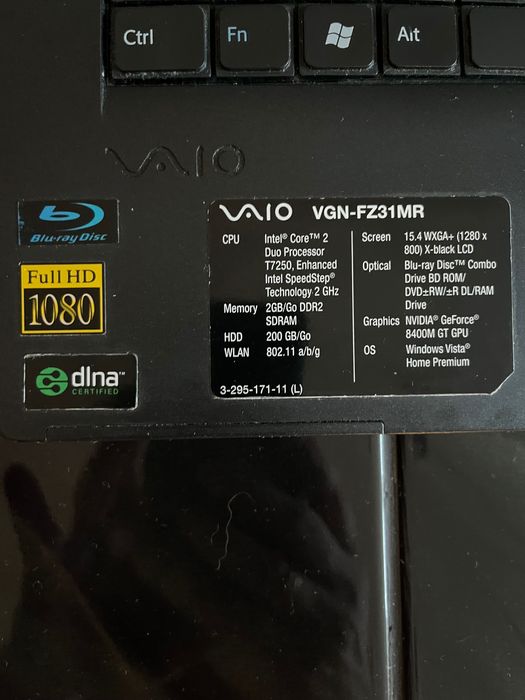 Ctrl Fn Alt
VAIO
Blu-ray Disc
Full HD
1080
dlna™
CERTIFIED
VAIO VGN-FZ31MR
CPU Intel® Core™ 2
Duo Processor
T7250, Enhanced
Intel SpeedStep®
Technology 2 GHz
Memory 2GB/Go DDR2
SDRAM
HDD 200 GB/Go
WLAN 802.11 a/b/g
Screen 15.4 WXGA+ (1280 x
800) X-black LCD
Optical Blu-ray Disc™ Combo
Drive BD ROM/
DVD±RW/±R DL/RAM
Drive
Graphics NVIDIA® GeForce®
8400M GT GPU
OS Windows Vista®
Home Premium
3-295-171-11 (L)